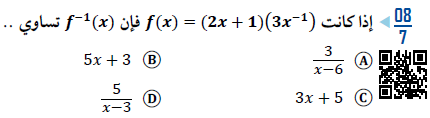 08/7 ◀ إذا كانت f(x) = (2x + 1)(3x⁻¹) فإن f⁻¹(x) تساوي ..
Ⓐ 3/(x−6) Ⓑ 5x + 3
Ⓒ 3x + 5 Ⓓ 5/(x−3)